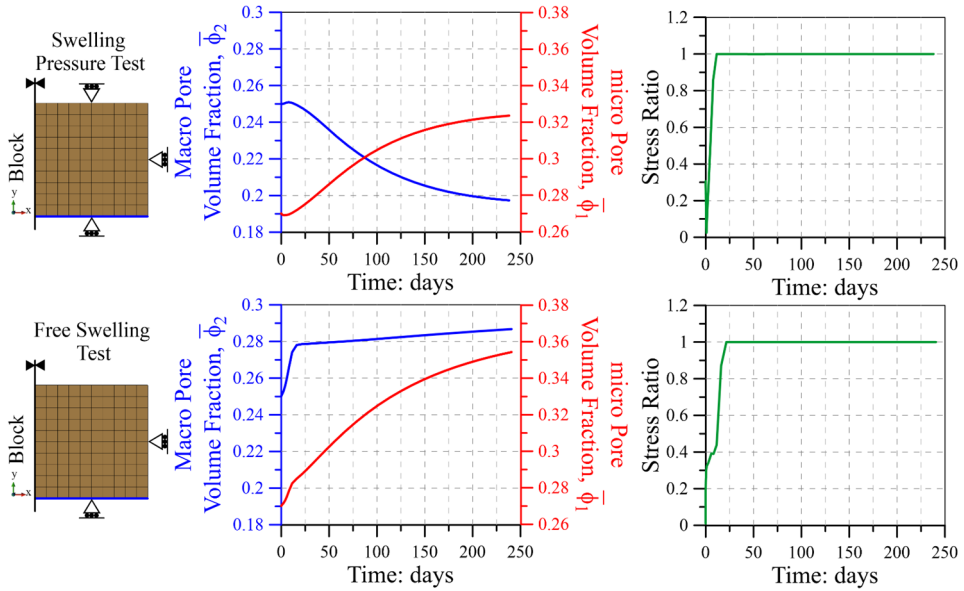 Swelling
Pressure Test
Block
y
x
Macro Pore
Volume Fraction, ϕ̅₂
0.3
0.28
0.26
0.24
0.22
0.2
0.18
0 50 100 150 200 250
Time: days
0.38
0.36
0.34
0.32
0.3
0.28
0.26
micro Pore
Volume Fraction, ϕ̅₁
Stress Ratio
1.2
1
0.8
0.6
0.4
0.2
0
0 50 100 150 200 250
Time: days
Free Swelling
Test
Block
y
x
Macro Pore
Volume Fraction, ϕ̅₂
0.3
0.28
0.26
0.24
0.22
0.2
0.18
0 50 100 150 200 250
Time: days
0.38
0.36
0.34
0.32
0.3
0.28
0.26
micro Pore
Volume Fraction, ϕ̅₁
Stress Ratio
1.2
1
0.8
0.6
0.4
0.2
0
0 50 100 150 200 250
Time: days